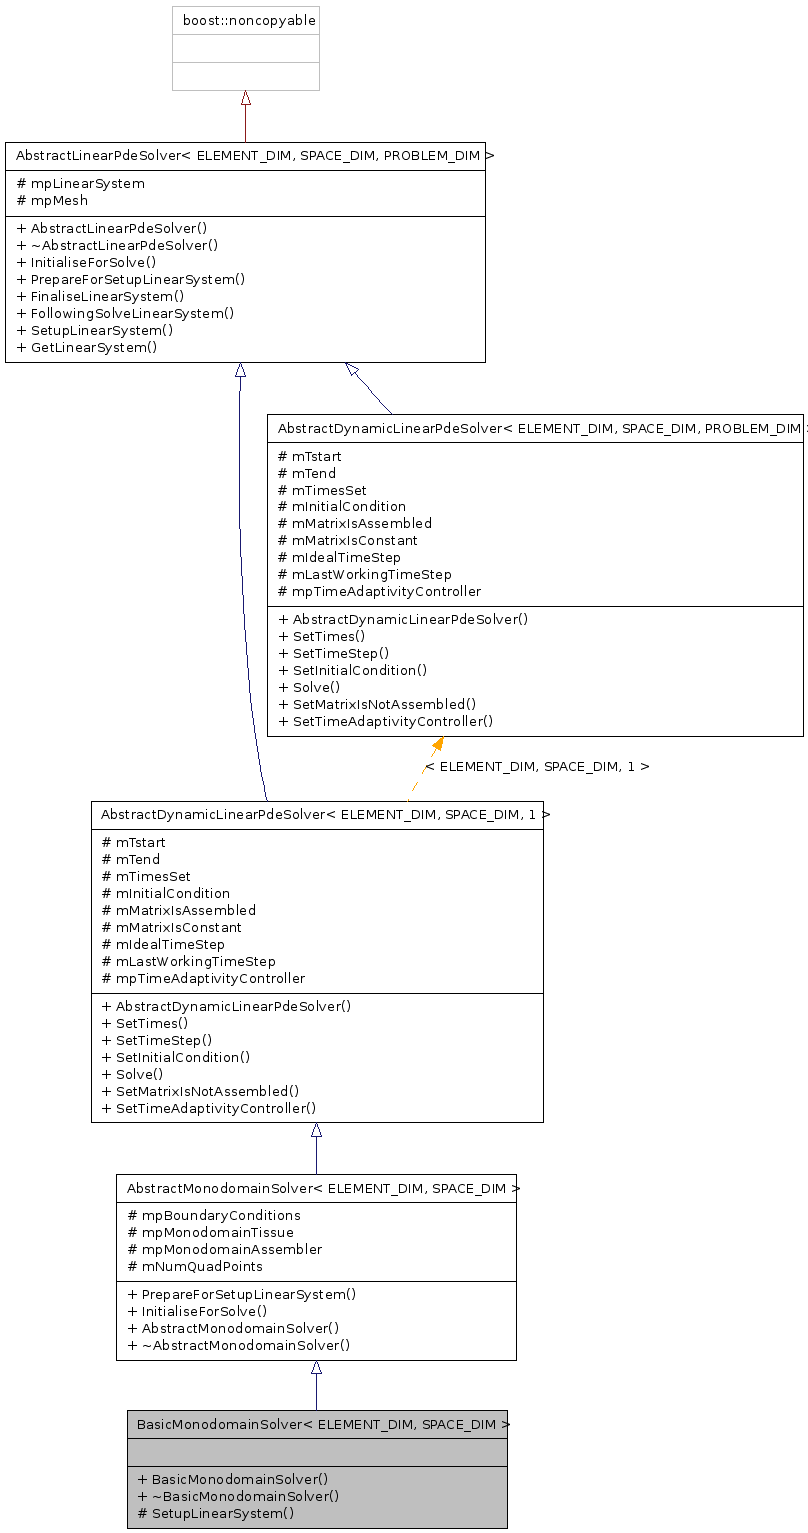 boost::noncopyable
AbstractLinearPdeSolver< ELEMENT_DIM, SPACE_DIM, PROBLEM_DIM >
# mpLinearSystem
# mpMesh
+ AbstractLinearPdeSolver()
+ ~AbstractLinearPdeSolver()
+ InitialiseForSolve()
+ PrepareForSetupLinearSystem()
+ FinaliseLinearSystem()
+ FollowingSolveLinearSystem()
+ SetupLinearSystem()
+ GetLinearSystem()
AbstractDynamicLinearPdeSolver< ELEMENT_DIM, SPACE_DIM, PROBLEM_DIM >
# mTstart
# mTend
# mTimesSet
# mInitialCondition
# mMatrixIsAssembled
# mMatrixIsConstant
# mIdealTimeStep
# mLastWorkingTimeStep
# mpTimeAdaptivityController
+ AbstractDynamicLinearPdeSolver()
+ SetTimes()
+ SetTimeStep()
+ SetInitialCondition()
+ Solve()
+ SetMatrixIsNotAssembled()
+ SetTimeAdaptivityController()
< ELEMENT_DIM, SPACE_DIM, 1 >
AbstractDynamicLinearPdeSolver< ELEMENT_DIM, SPACE_DIM, 1 >
# mTstart
# mTend
# mTimesSet
# mInitialCondition
# mMatrixIsAssembled
# mMatrixIsConstant
# mIdealTimeStep
# mLastWorkingTimeStep
# mpTimeAdaptivityController
+ AbstractDynamicLinearPdeSolver()
+ SetTimes()
+ SetTimeStep()
+ SetInitialCondition()
+ Solve()
+ SetMatrixIsNotAssembled()
+ SetTimeAdaptivityController()
AbstractMonodomainSolver< ELEMENT_DIM, SPACE_DIM >
# mpBoundaryConditions
# mpMonodomainTissue
# mpMonodomainAssembler
# mNumQuadPoints
+ PrepareForSetupLinearSystem()
+ InitialiseForSolve()
+ AbstractMonodomainSolver()
+ ~AbstractMonodomainSolver()
BasicMonodomainSolver< ELEMENT_DIM, SPACE_DIM >
+ BasicMonodomainSolver()
+ ~BasicMonodomainSolver()
# SetupLinearSystem()